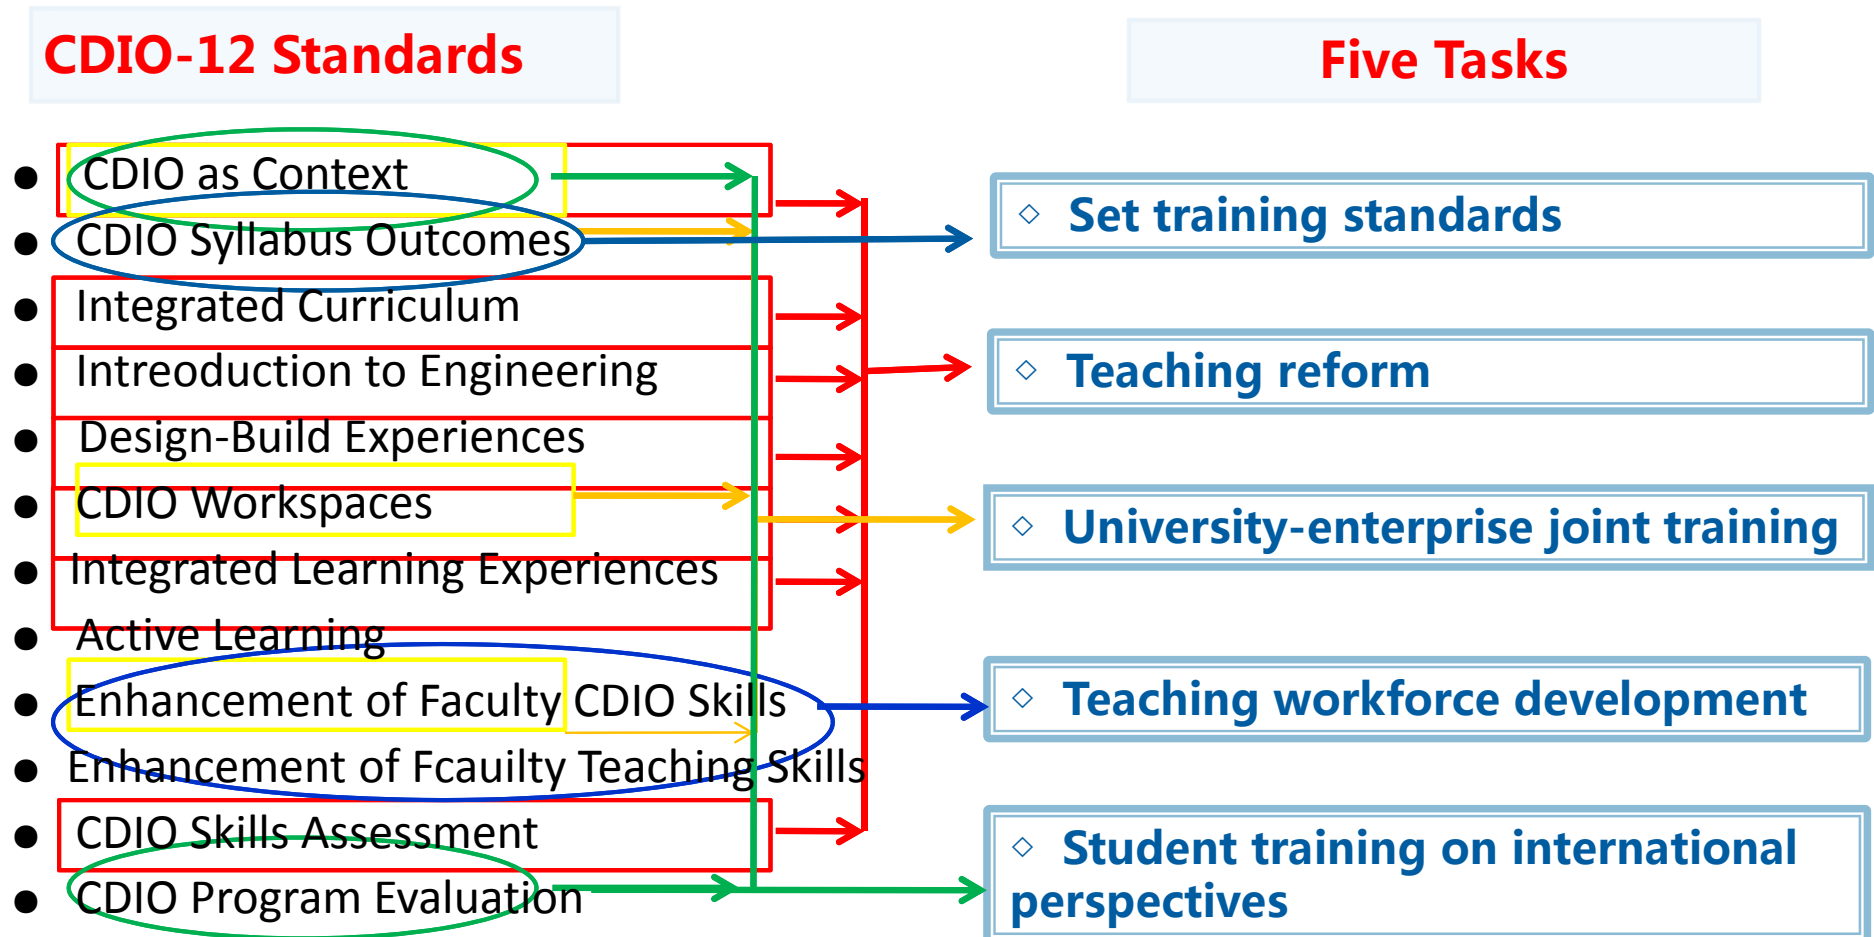 CDIO-12 Standards
Five Tasks
● CDIO as Context
● CDIO Syllabus Outcomes
● Integrated Curriculum
● Intreoduction to Engineering
● Design-Build Experiences
● CDIO Workspaces
● Integrated Learning Experiences
● Active Learning
● Enhancement of Faculty CDIO Skills
● Enhancement of Fcauilty Teaching Skills
● CDIO Skills Assessment
● CDIO Program Evaluation
◇ Set training standards
◇ Teaching reform
◇ University-enterprise joint training
◇ Teaching workforce development
◇ Student training on international
perspectives